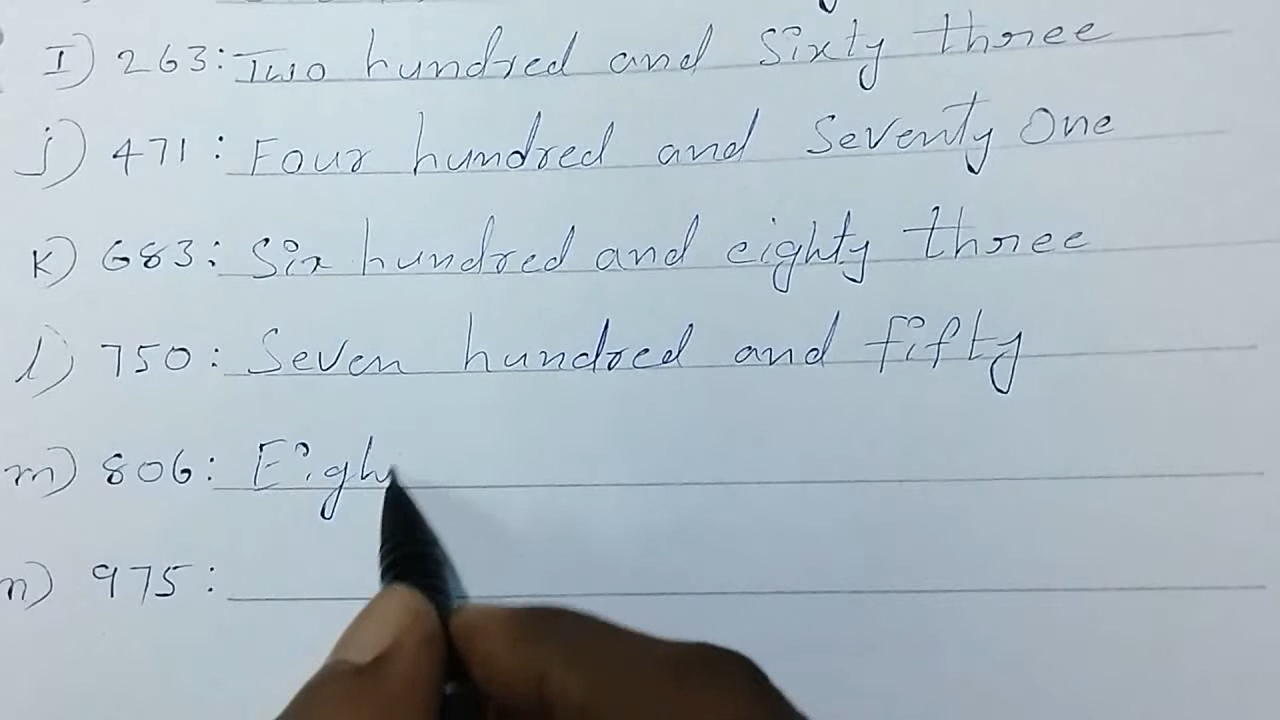 I) 263: Two hundred and Sixty three
j) 471: Four hundred and Seventy One
K) 683: Six hundred and eighty three
l) 750: Seven hundred and fifty
m) 806: Eigh
n) 975: